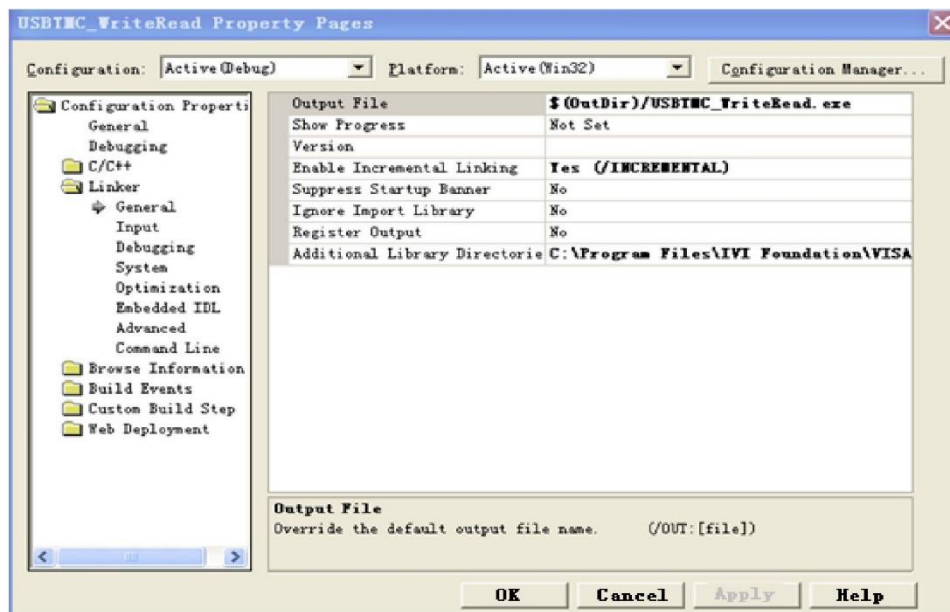 USBTMC_WriteRead Property Pages
Configuration: Active(Debug) Platform: Active(Win32) Configuration Manager...
Configuration Properti
General
Debugging
C/C++
Linker
General
Input
Debugging
System
Optimization
Embedded IDL
Advanced
Command Line
Browse Information
Build Events
Custom Build Step
Web Deployment
Output File $(OutDir)/USBTMC_WriteRead.exe
Show Progress Not Set
Version
Enable Incremental Linking Yes (/INCREMENTAL)
Suppress Startup Banner No
Ignore Import Library No
Register Output No
Additional Library Directorie C:\Program Files\IVI Foundation\VISA
Output File
Override the default output file name. (/OUT:[file])
OK Cancel Apply Help